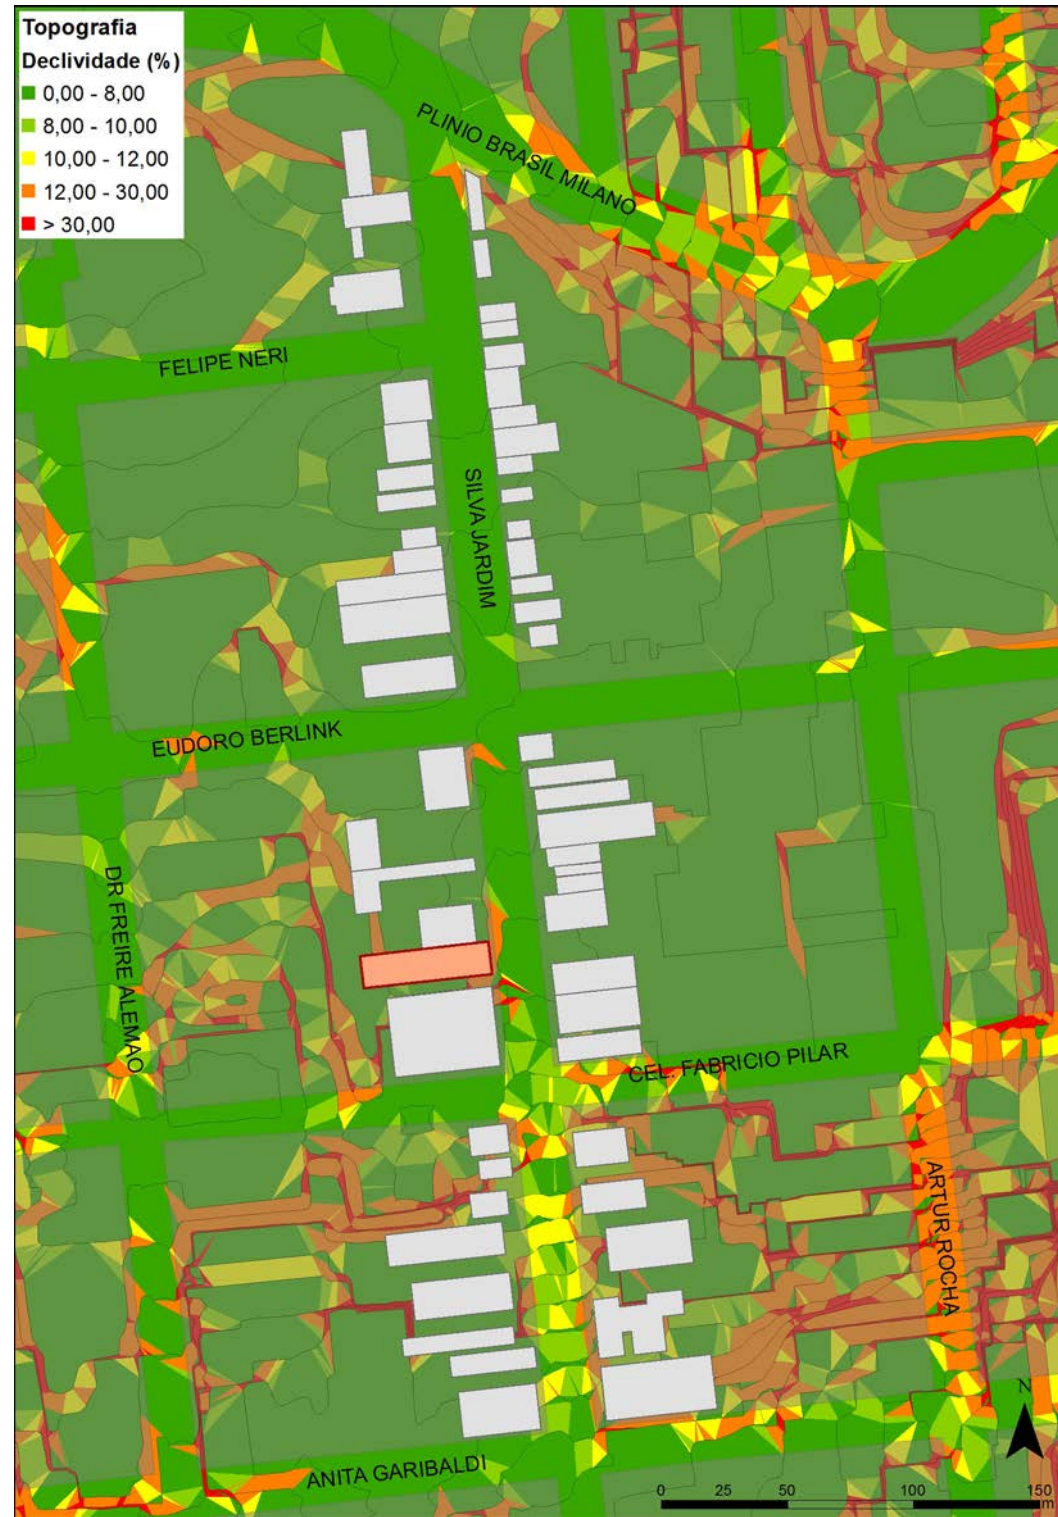 Topografia
Declividade (%)
0,00 - 8,00
8,00 - 10,00
10,00 - 12,00
12,00 - 30,00
> 30,00
PLINIO BRASIL MILANO
FELIPE NERI
SILVA JARDIM
EUDORO BERLINK
DR FREIRE ALEMAO
CEL. FABRICIO PILAR
ARTUR ROCHA
ANITA GARIBALDI
N
0 25 50 100 150
m